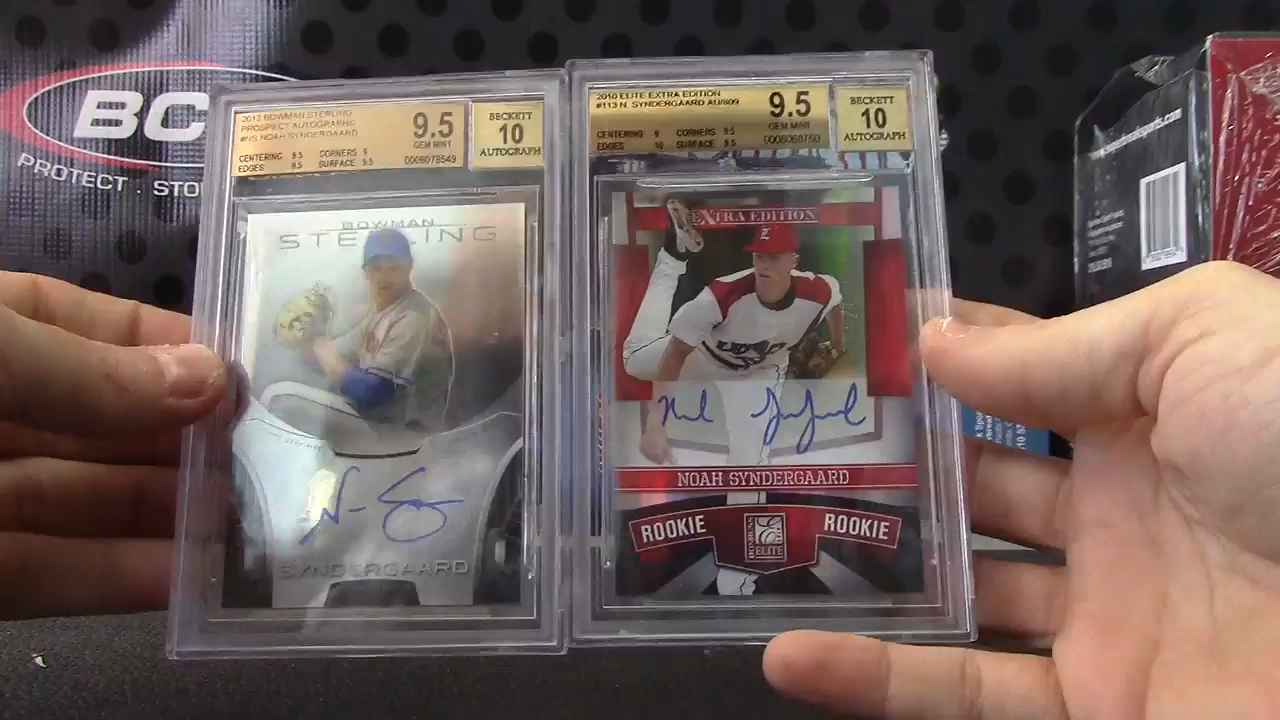 BC
PROTECT · STO
2013 BOWMAN STERLING
PROSPECT AUTOGRAPHS
#NS NOAH SYNDERGAARD
CENTERING 9.5 CORNERS 9
EDGES 9.5 SURFACE 9.5
9.5
GEM MINT
0008078549
BECKETT
10
AUTOGRAPH
BOWMAN
STERLING
SYNDERGAARD
2010 ELITE EXTRA EDITION
#113 N. SYNDERGAARD AU/809
CENTERING 9 CORNERS 9.5
EDGES 10 SURFACE 9.5
9.5
GEM MINT
BECKETT
10
AUTOGRAPH
EXTRA EDITION
L
NOAH SYNDERGAARD
ROOKIE
DONRUSS
ELITE
ROOKIE